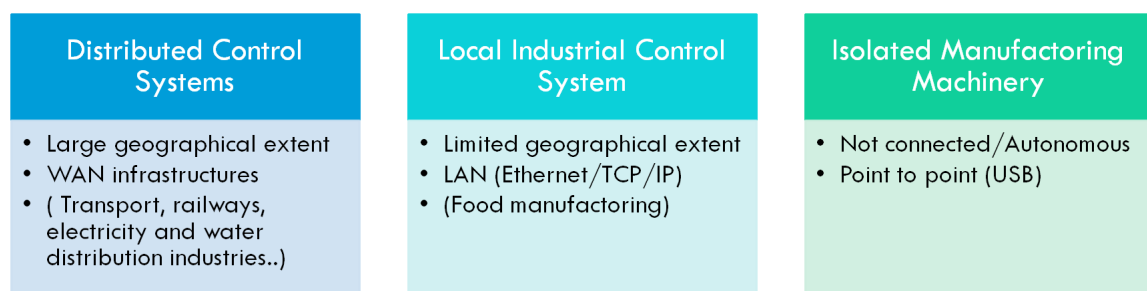 Distributed Control
Systems
• Large geographical extent
• WAN infrastructures
• ( Transport, railways,
electricity and water
distribution industries..)
Local Industrial Control
System
• Limited geographical extent
• LAN (Ethernet/TCP/IP)
• (Food manufactoring)
Isolated Manufactoring
Machinery
• Not connected/Autonomous
• Point to point (USB)